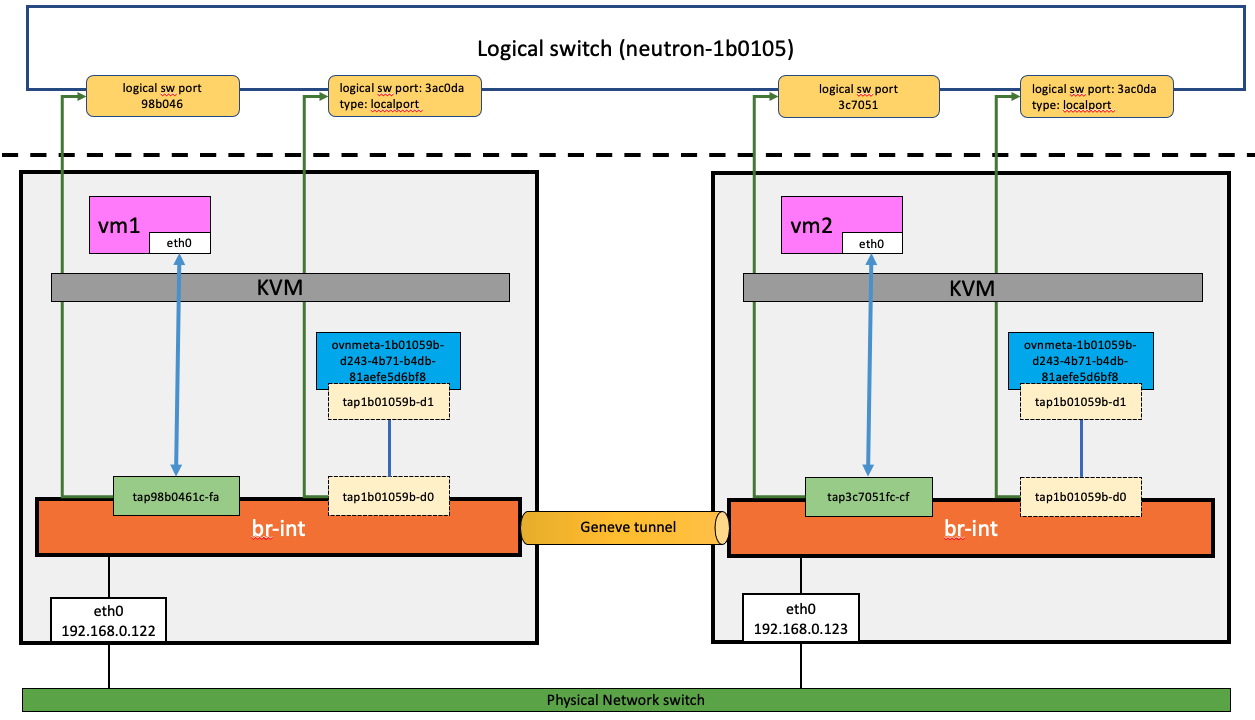 Logical switch (neutron-1b0105)
logical sw port
98b046
logical sw port: 3ac0da
type: localport
logical sw port
3c7051
logical sw port: 3ac0da
type: localport
vm1
eth0
KVM
ovnmeta-1b01059b-
d243-4b71-b4db-
81aefe5d6bf8
tap1b01059b-d1
tap98b0461c-fa
tap1b01059b-d0
br-int
eth0
192.168.0.122
Geneve tunnel
vm2
eth0
KVM
ovnmeta-1b01059b-
d243-4b71-b4db-
81aefe5d6bf8
tap1b01059b-d1
tap3c7051fc-cf
tap1b01059b-d0
br-int
eth0
192.168.0.123
Physical Network switch